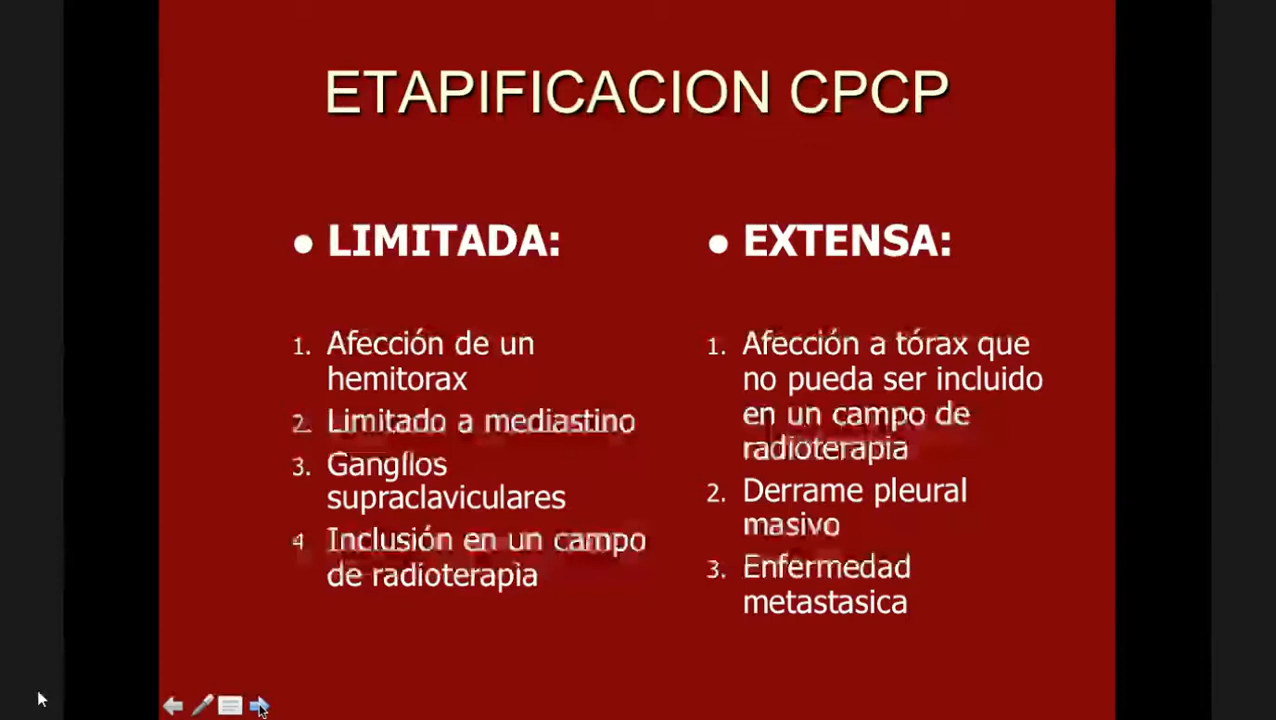 ETAPIFICACION CPCP
● LIMITADA:
1. Afección de un
hemitorax
2. Limitado a mediastino
3. Ganglios
supraclaviculares
4 Inclusión en un campo
de radioterapia
● EXTENSA:
1. Afección a tórax que
no pueda ser incluido
en un campo de
radioterapia
2. Derrame pleural
masivo
3. Enfermedad
metastasica